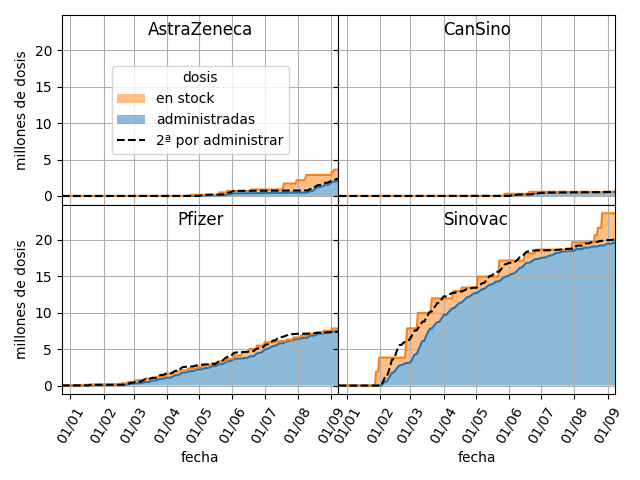 AstraZeneca
CanSino
millones de dosis
20
15
10
5
0
dosis
en stock
administradas
2ª por administrar
Pfizer
Sinovac
millones de dosis
20
15
10
5
0
01/01
01/02
01/03
01/04
01/05
01/06
01/07
01/08
01/09
01/01
01/02
01/03
01/04
01/05
01/06
01/07
01/08
01/09
fecha
fecha